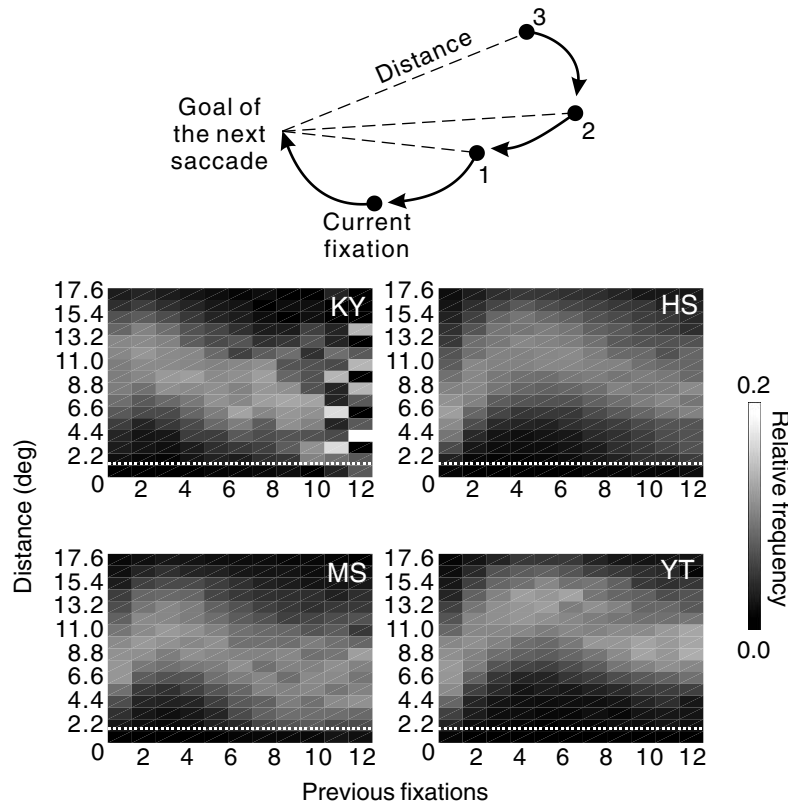 3
Distance
Goal of
the next
saccade
2
1
Current
fixation
17.6
15.4
13.2
11.0
8.8
6.6
4.4
2.2
0
KY
2 4 6 8 10 12
17.6
15.4
13.2
11.0
8.8
6.6
4.4
2.2
0
HS
2 4 6 8 10 12
0.2
Relative frequency
0.0
Distance (deg)
17.6
15.4
13.2
11.0
8.8
6.6
4.4
2.2
0
MS
2 4 6 8 10 12
17.6
15.4
13.2
11.0
8.8
6.6
4.4
2.2
0
YT
2 4 6 8 10 12
Previous fixations